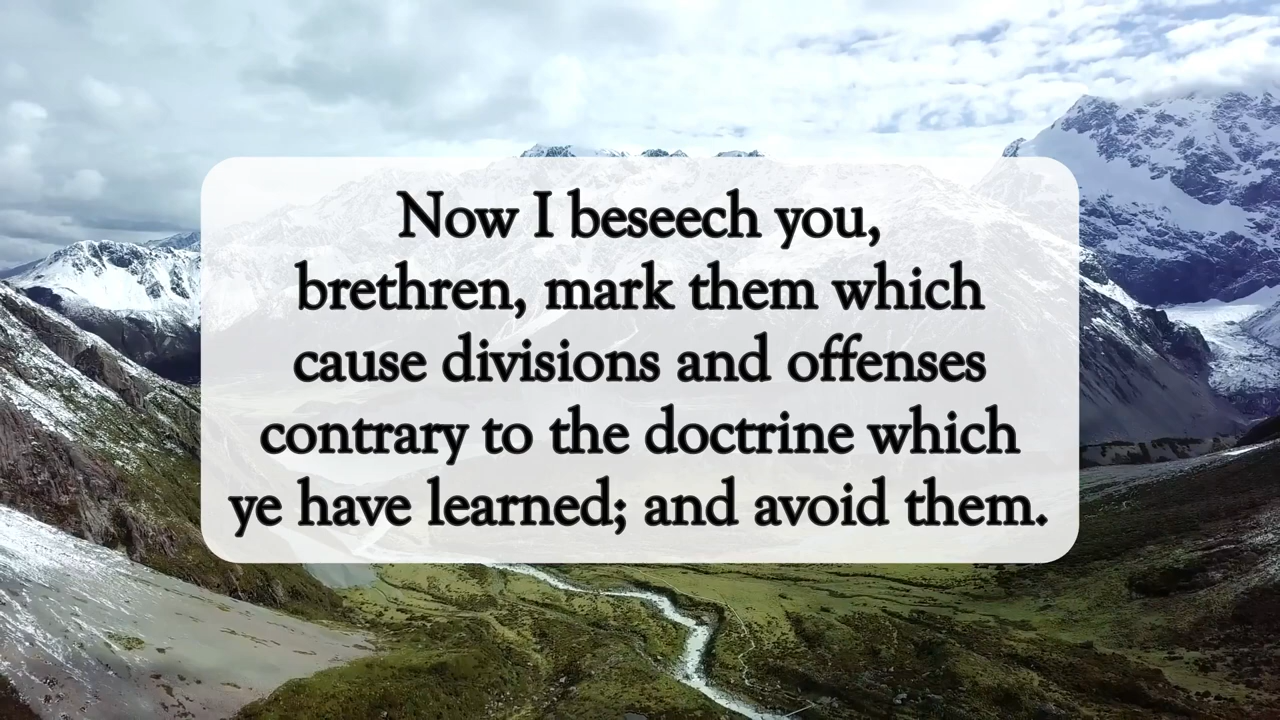 Now I beseech you,
brethren, mark them which
cause divisions and offenses
contrary to the doctrine which
ye have learned; and avoid them.